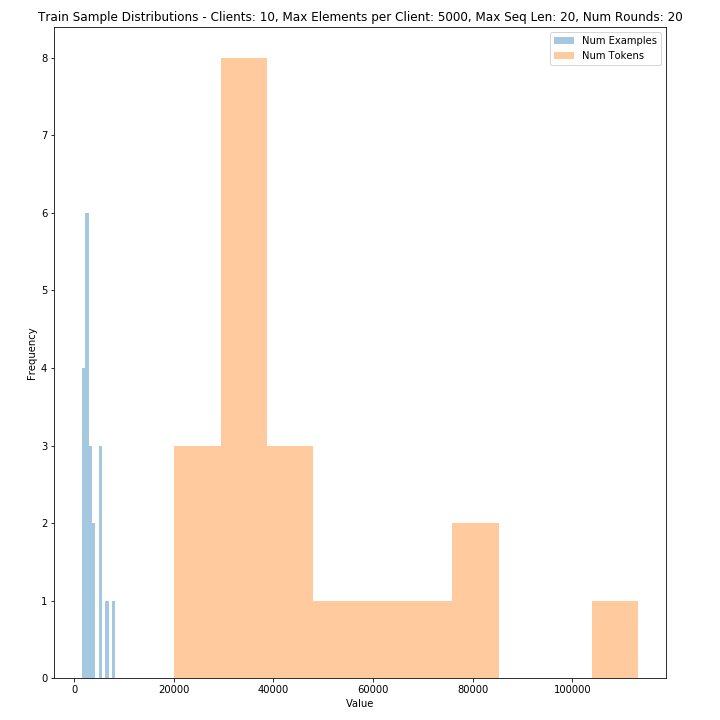 Train Sample Distributions - Clients: 10, Max Elements per Client: 5000, Max Seq Len: 20, Num Rounds: 20
Num Examples
Num Tokens
8
7
6
5
4
3
2
1
0
Frequency
0 20000 40000 60000 80000 100000
Value